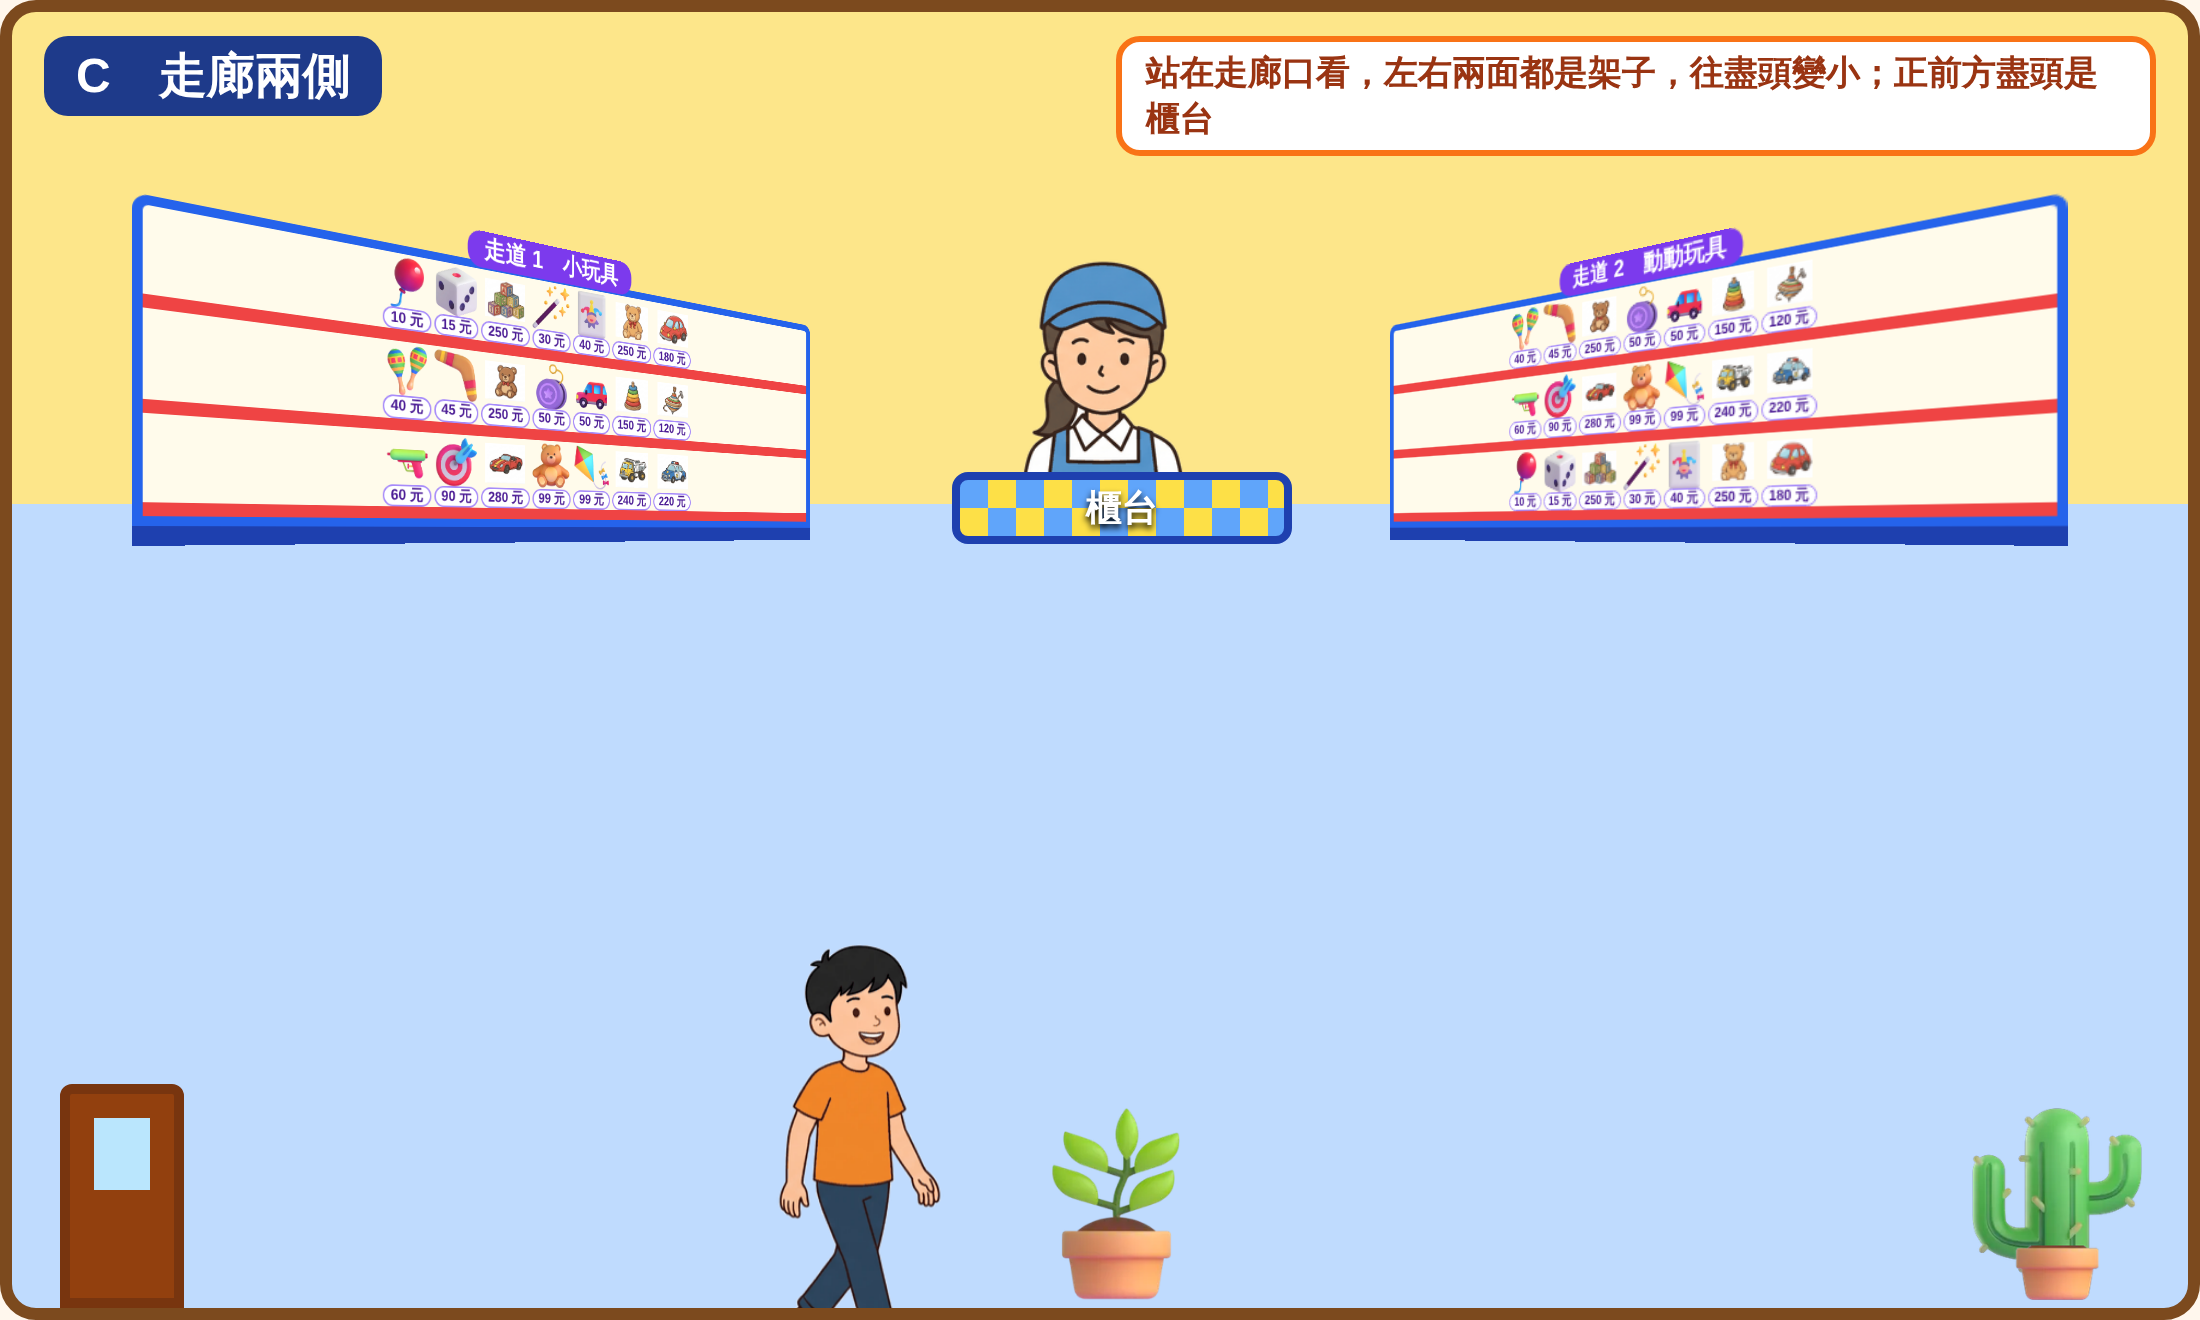 C 走廊兩側
站在走廊口看，左右兩面都是架子，往盡頭變小；正前方盡頭是
櫃台
走道 1 小玩具
10 元 15 元 250 元 30 元 40 元 250 元 180 元
40 元 45 元 250 元 50 元 50 元 150 元 120 元
60 元 90 元 280 元 99 元 99 元 240 元 220 元
櫃台
走道 2 動動玩具
40 元 45 元 250 元 50 元 50 元 150 元 120 元
60 元 90 元 280 元 99 元 99 元 240 元 220 元
10 元 15 元 250 元 30 元 40 元 250 元 180 元